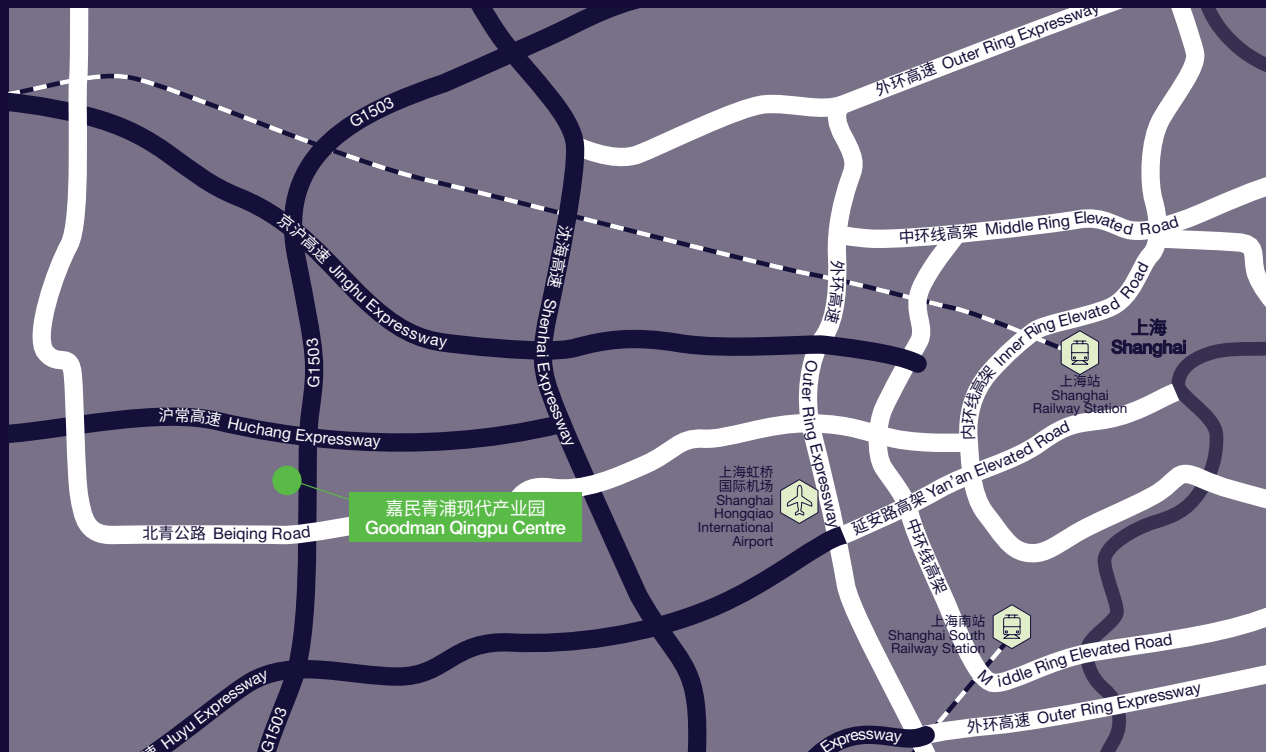 外环高速 Outer Ring Expressway
G1503
京沪高速 Jinghu Expressway
沈海高速 Shenhai Expressway
外环高速
中环线高架 Middle Ring Elevated Road
内环线高架 Inner Ring Elevated Road
上海
Shanghai
上海站
Shanghai
Railway Station
G1503
Outer Ring Expressway
沪常高速 Huchang Expressway
上海虹桥
国际机场
Shanghai
Hongqiao
International
Airport
延安路高架 Yan'an Elevated Road
嘉民青浦现代产业园
Goodman Qingpu Centre
北青公路 Beiqing Road
中环线高架
上海南站
Shanghai South
Railway Station
Middle Ring Elevated Road
外环高速 Outer Ring Expressway
速 Huyu Expressway
G1503
Expressway